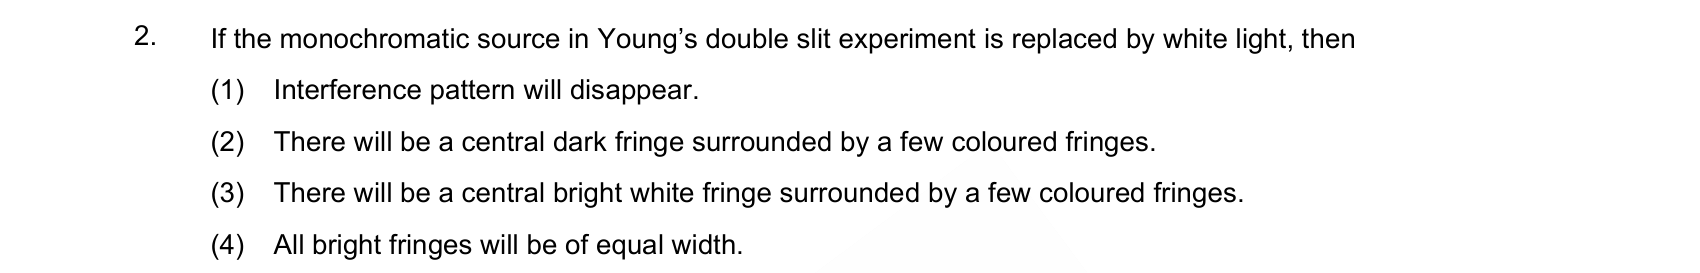 2. If the monochromatic source in Young’s double slit experiment is replaced by white light, then
(1) Interference pattern will disappear.
(2) There will be a central dark fringe surrounded by a few coloured fringes.
(3) There will be a central bright white fringe surrounded by a few coloured fringes.
(4) All bright fringes will be of equal width.